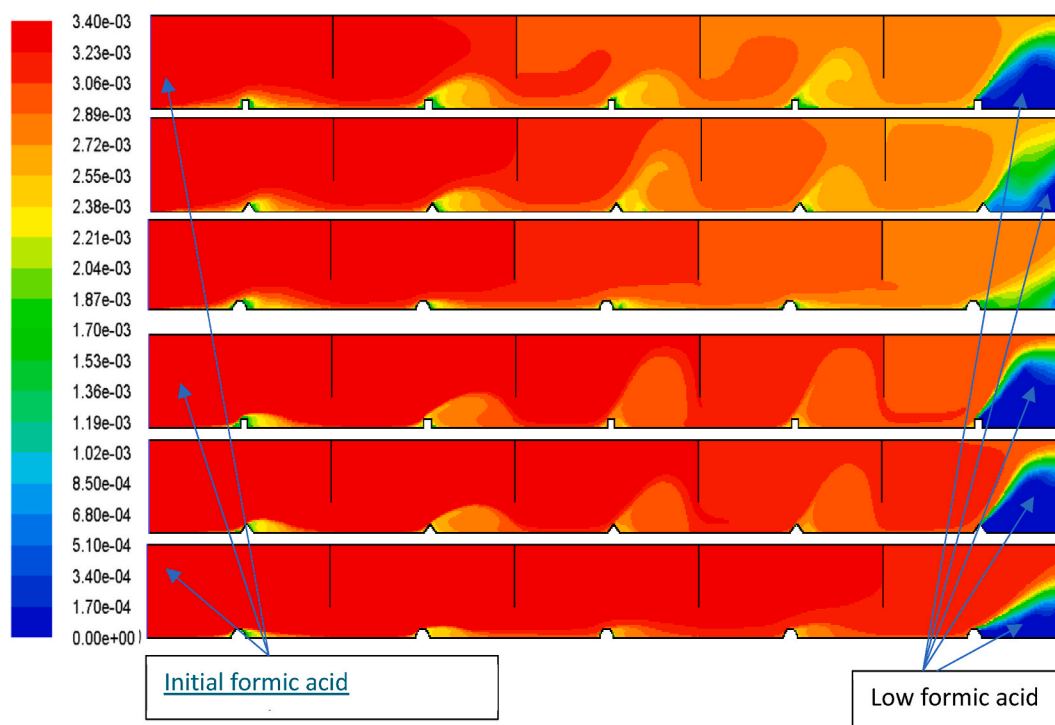 3.40e-03
3.23e-03
3.06e-03
2.89e-03
2.72e-03
2.55e-03
2.38e-03
2.21e-03
2.04e-03
1.87e-03
1.70e-03
1.53e-03
1.36e-03
1.19e-03
1.02e-03
8.50e-04
6.80e-04
5.10e-04
3.40e-04
1.70e-04
0.00e+00)
Initial formic acid
Low formic acid